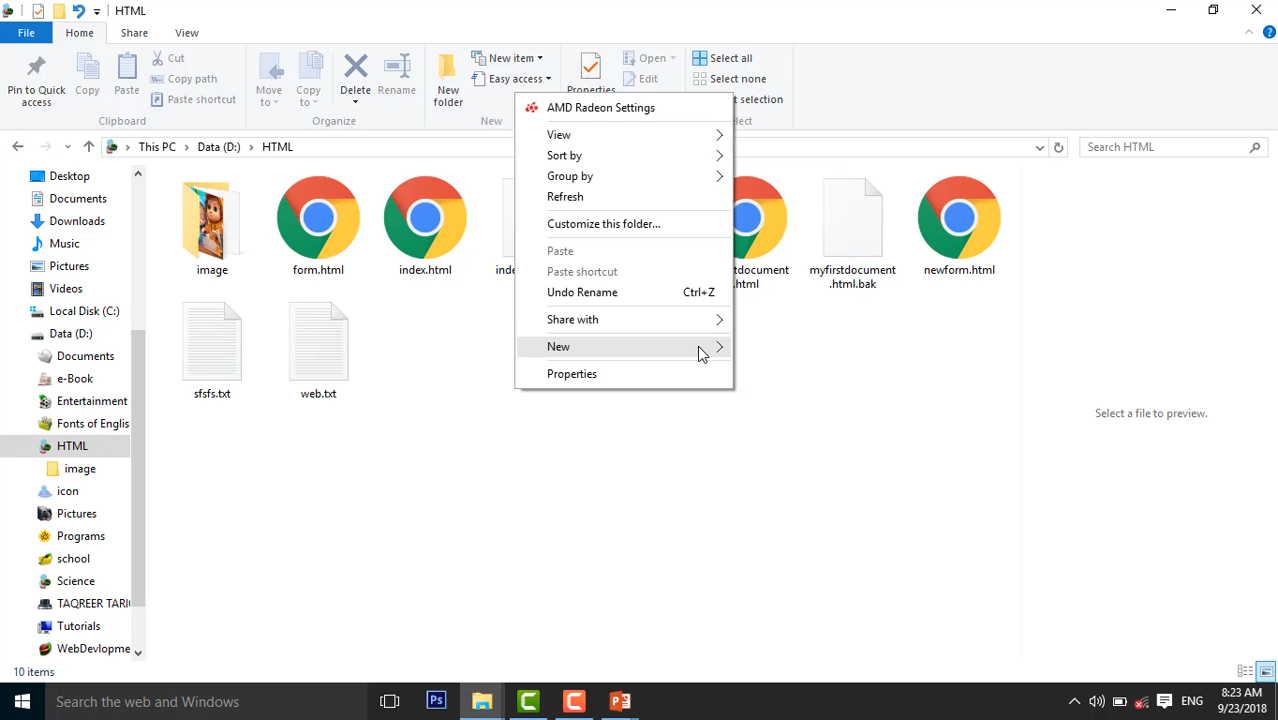 HTML
File
Home
Share
View
Pin to Quick access
Copy
Paste
Cut
Copy path
Paste shortcut
Clipboard
Move to
Copy to
Delete
Rename
Organize
New folder
New item
Easy access
New
Properties
Open
Edit
Select all
Select none
selection
This PC
Data (D:)
HTML
Search HTML
AMD Radeon Settings
View
Sort by
Group by
Refresh
Customize this folder...
Paste
Paste shortcut
Undo Rename Ctrl+Z
Share with
New
Properties
Desktop
Documents
Downloads
Music
Pictures
Videos
Local Disk (C:)
Data (D:)
Documents
e-Book
Entertainment
Fonts of Englis
HTML
image
icon
Pictures
Programs
school
Science
TAQREER TARI
Tutorials
WebDevlopme
image
form.html
index.html
myfirstdocument
.html.bak
newform.html
.html
sfsfs.txt
web.txt
Select a file to preview.
10 items
Search the web and Windows
Ps
ENG
8:23 AM
9/23/2018